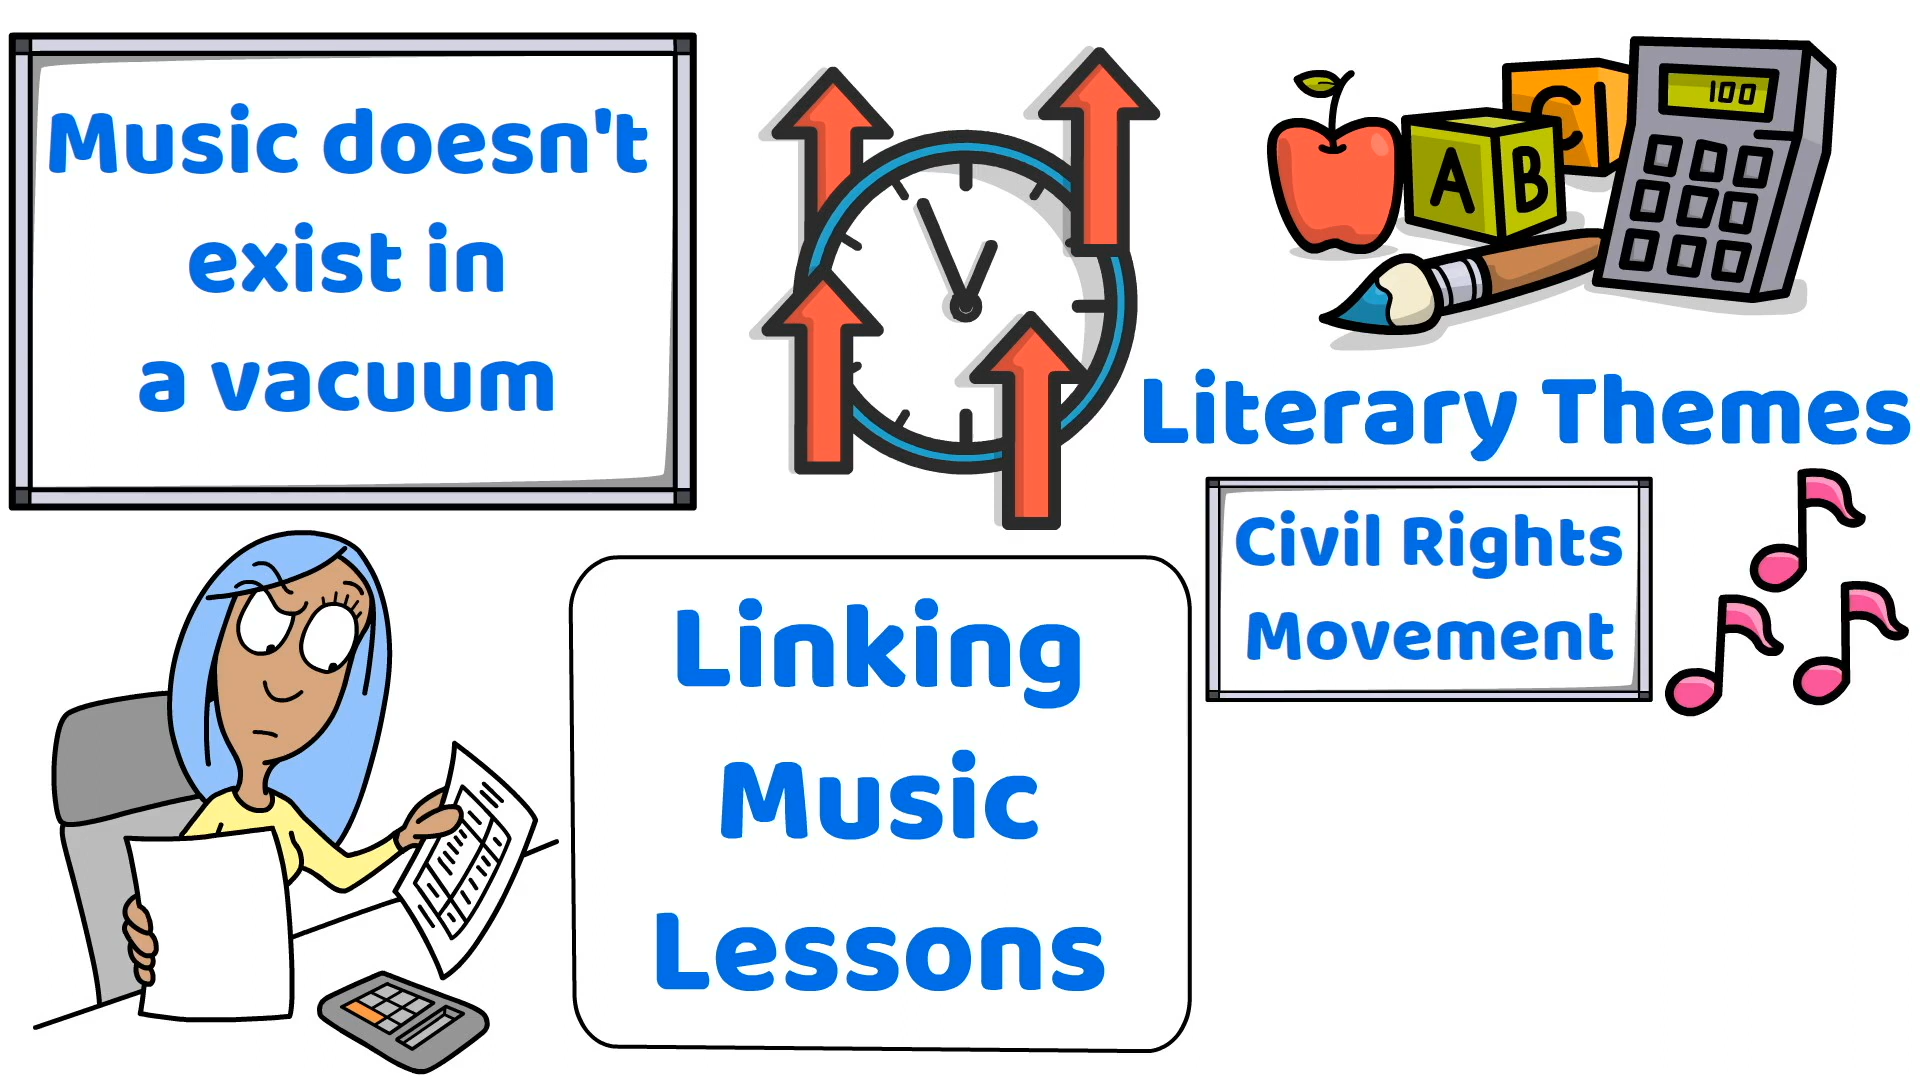 Music doesn't
exist in
a vacuum
100
C
A
B
Literary Themes
Civil Rights
Movement
Linking
Music
Lessons